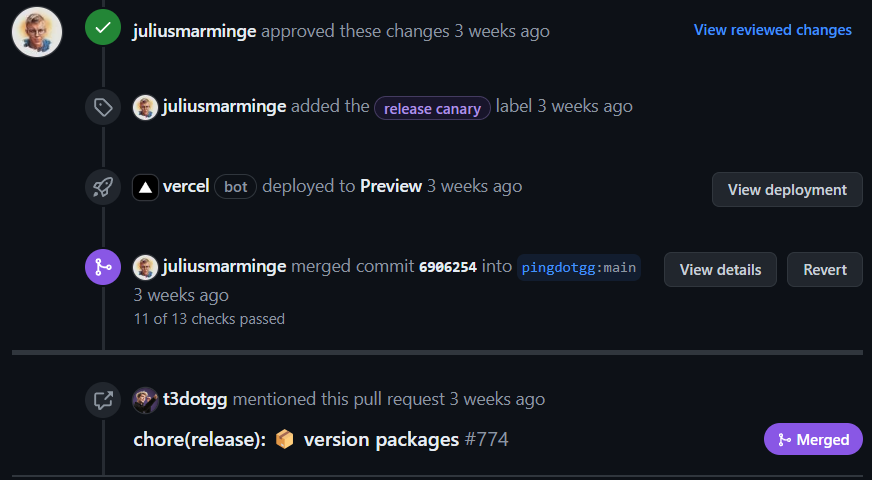 juliusmarminge approved these changes 3 weeks ago View reviewed changes
juliusmarminge added the release canary label 3 weeks ago
vercel bot deployed to Preview 3 weeks ago View deployment
juliusmarminge merged commit 6906254 into pingdotgg:main View details Revert
3 weeks ago
11 of 13 checks passed
t3dotgg mentioned this pull request 3 weeks ago
chore(release): 📦 version packages #774 Merged